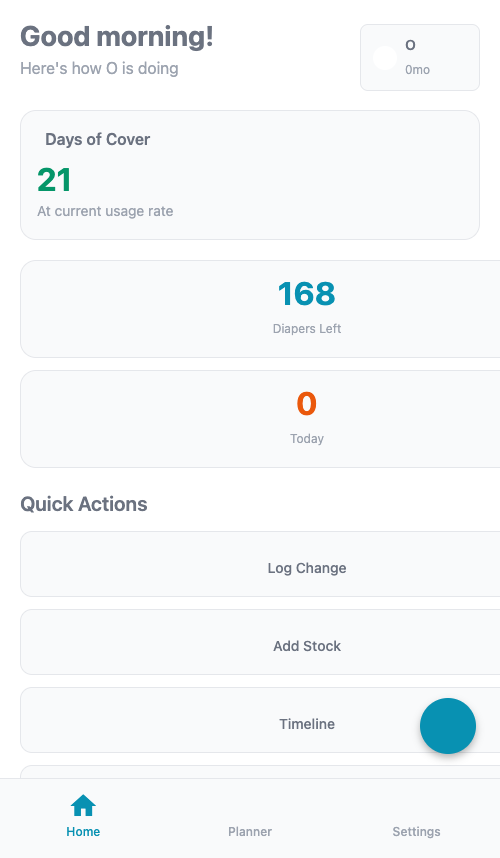 Good morning!
Here's how O is doing
O
0mo
Days of Cover
21
At current usage rate
168
Diapers Left
0
Today
Quick Actions
Log Change
Add Stock
Timeline
Home
Planner
Settings